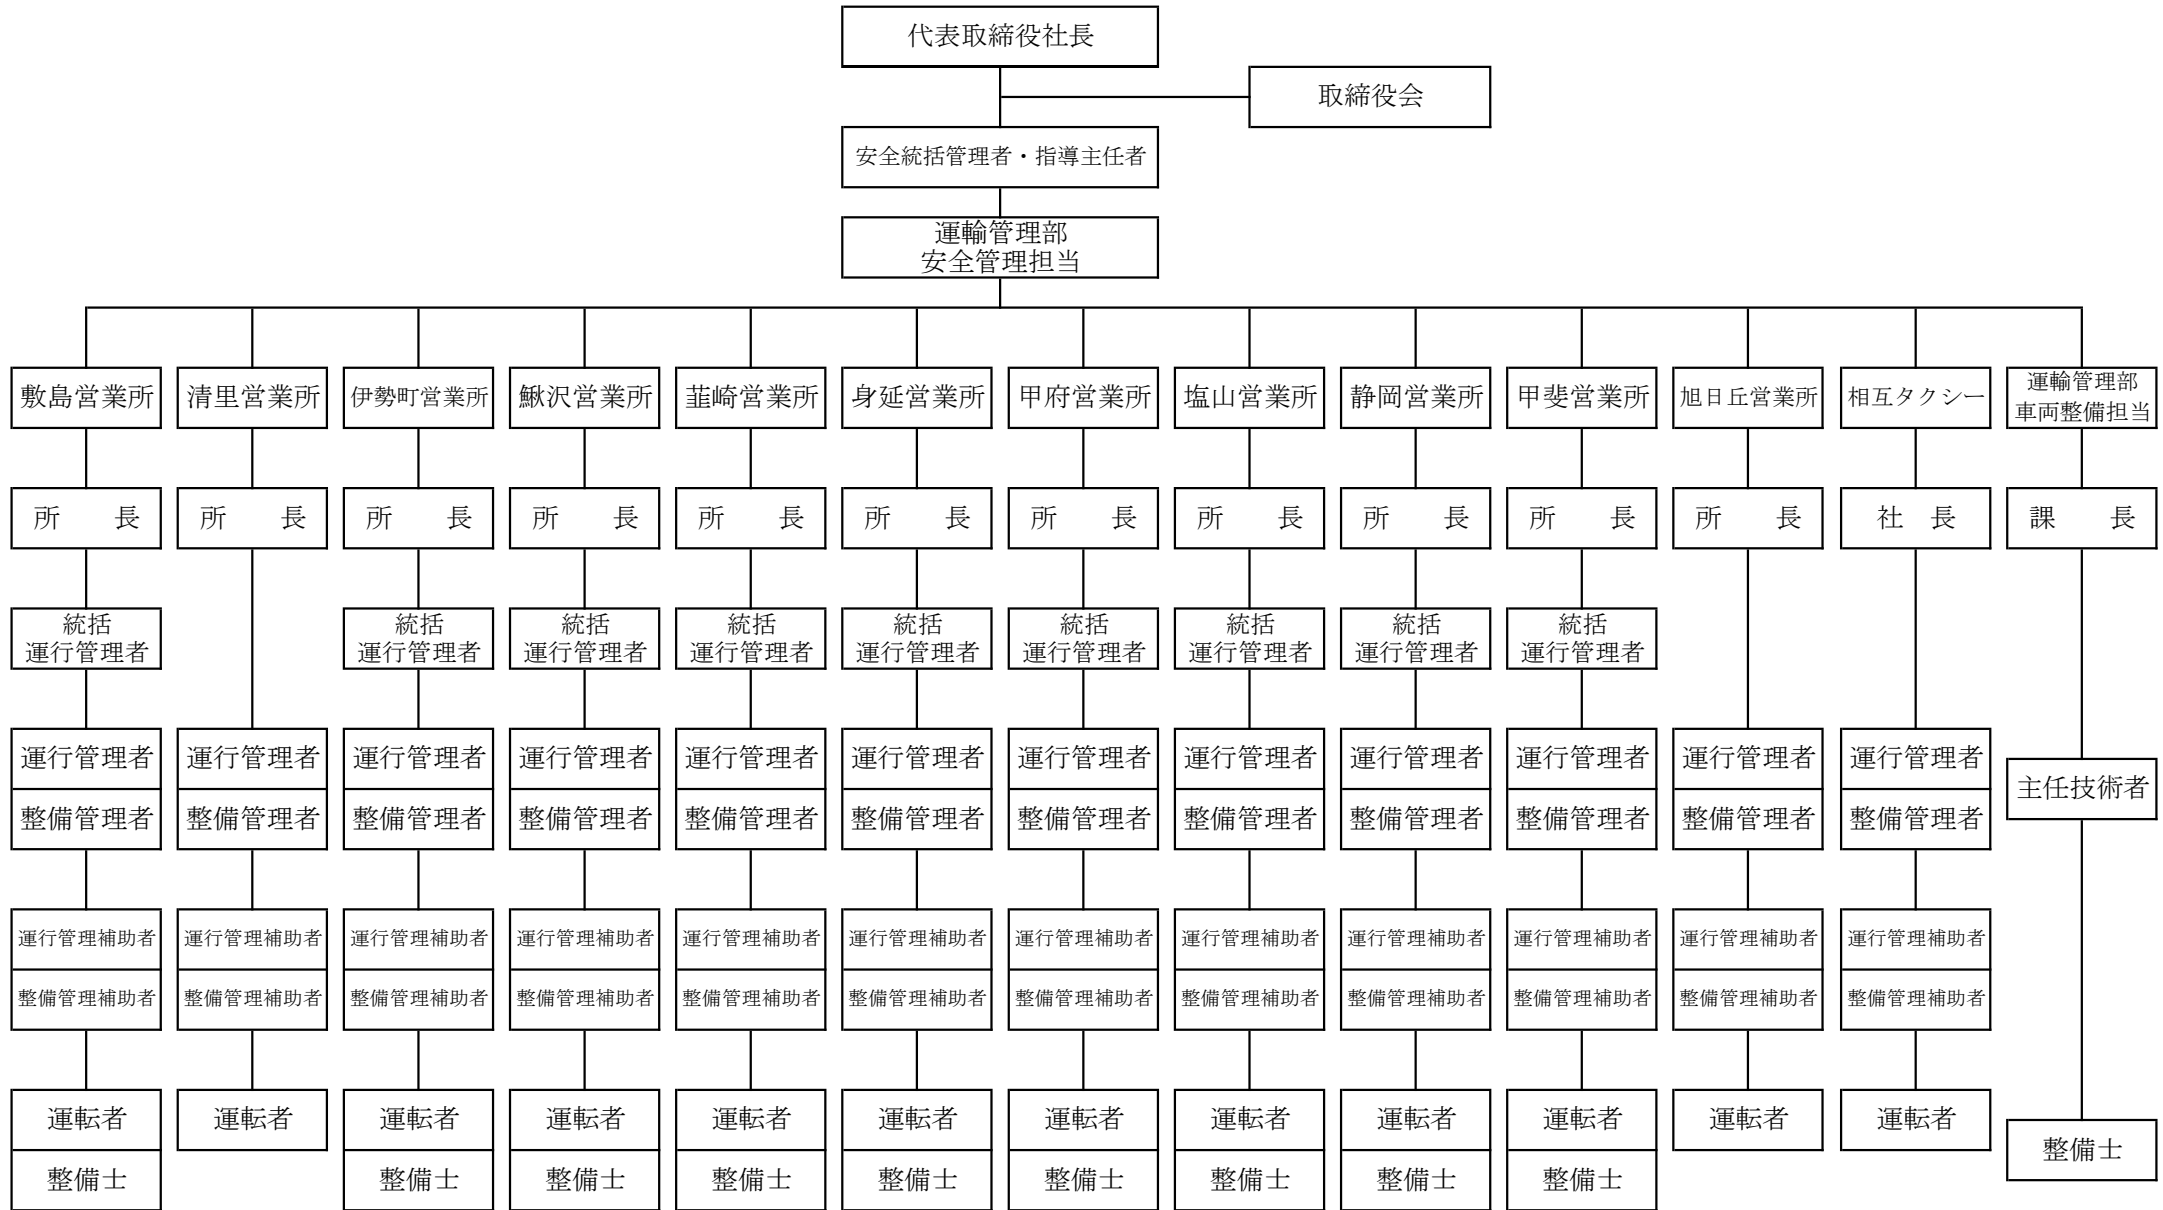 代表取締役社長
取締役会
安全統括管理者・指導主任者
運輸管理部
安全管理担当
敷島営業所 清里営業所 伊勢町営業所 鰍沢営業所 韮崎営業所 身延営業所 甲府営業所 塩山営業所 静岡営業所 甲斐営業所 旭日丘営業所 相互タクシー 運輸管理部
車両整備担当
所　長 所　長 所　長 所　長 所　長 所　長 所　長 所　長 所　長 所　長 所　長 社　長 課　長
統括 統括 統括 統括 統括 統括 統括 統括 統括
運行管理者 運行管理者 運行管理者 運行管理者 運行管理者 運行管理者 運行管理者 運行管理者 運行管理者
運行管理者 運行管理者 運行管理者 運行管理者 運行管理者 運行管理者 運行管理者 運行管理者 運行管理者 運行管理者 運行管理者 運行管理者
主任技術者
整備管理者 整備管理者 整備管理者 整備管理者 整備管理者 整備管理者 整備管理者 整備管理者 整備管理者 整備管理者 整備管理者 整備管理者
運行管理補助者 運行管理補助者 運行管理補助者 運行管理補助者 運行管理補助者 運行管理補助者 運行管理補助者 運行管理補助者 運行管理補助者 運行管理補助者 運行管理補助者 運行管理補助者
整備管理補助者 整備管理補助者 整備管理補助者 整備管理補助者 整備管理補助者 整備管理補助者 整備管理補助者 整備管理補助者 整備管理補助者 整備管理補助者 整備管理補助者 整備管理補助者
運転者 運転者 運転者 運転者 運転者 運転者 運転者 運転者 運転者 運転者 運転者 運転者
整備士
整備士 整備士 整備士 整備士 整備士 整備士 整備士 整備士 整備士